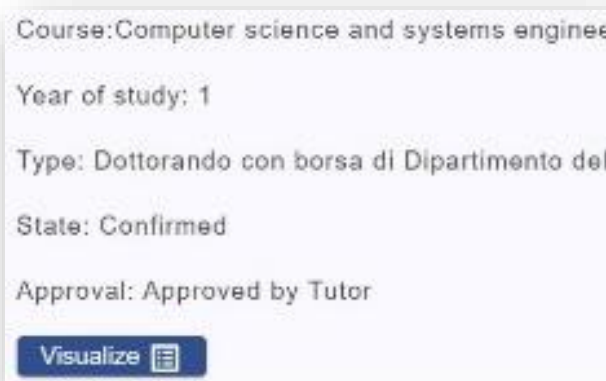 Course:Computer science and systems enginee
Year of study: 1
Type: Dottorando con borsa di Dipartimento del
State: Confirmed
Approval: Approved by Tutor
Visualize